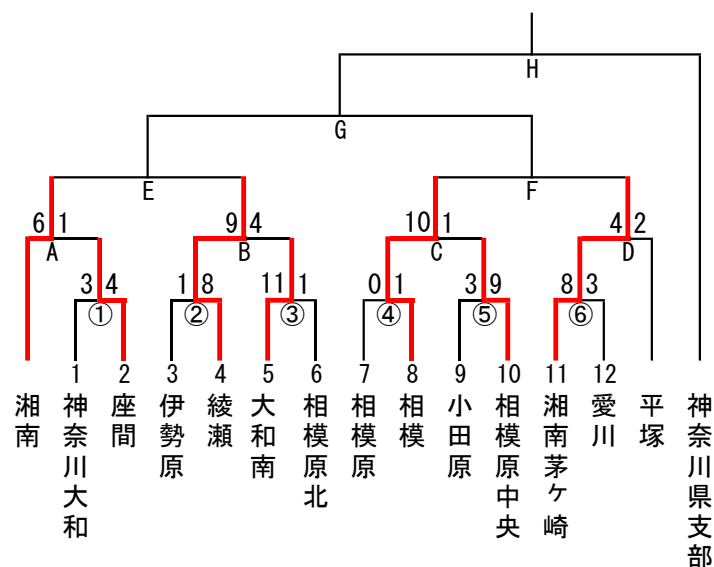 H
G
E F
6 1 9 4 10 1 4 2
A B C D
3 4 1 8 11 1 0 1 3 9 8 3
① ② ③ ④ ⑤ ⑥
1 2 3 4 5 6 7 8 9 10 11 12
湘南
神奈川大和
座間
伊勢原
綾瀬
大和南
相模原北
相模原
相模
小田原
相模原中央
湘南茅ケ崎
愛川
平塚
神奈川県支部